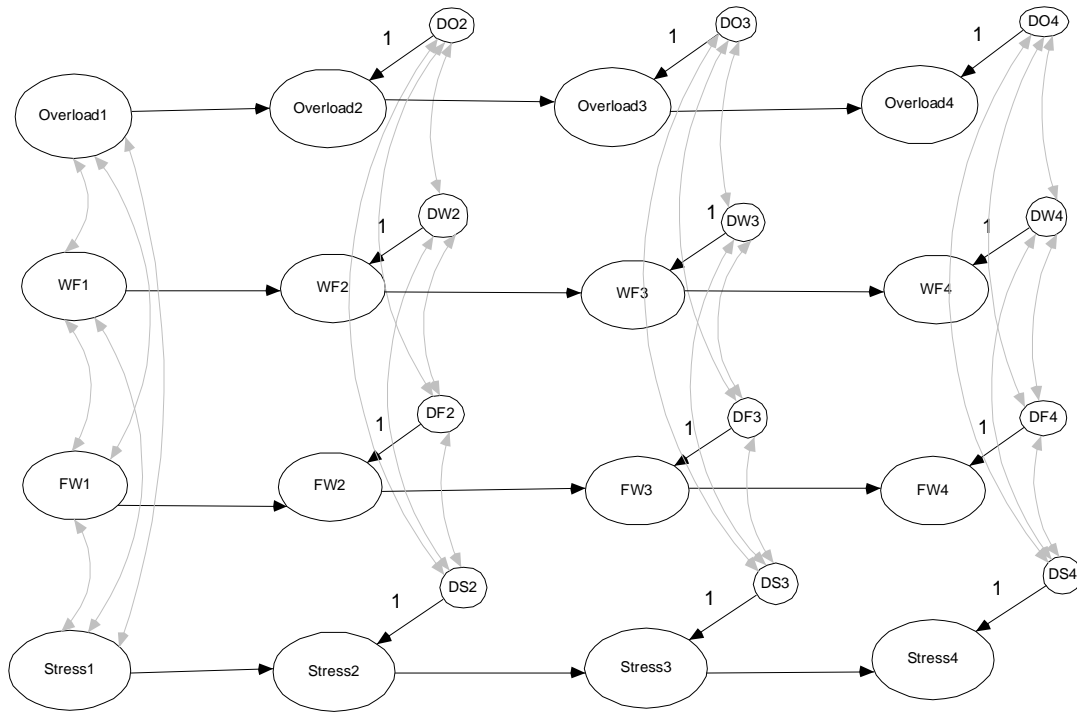 DO2
DO3
DO4
1
1
1
Overload1
Overload2
Overload3
Overload4
DW2
DW3
DW4
1
1
1
WF1
WF2
WF3
WF4
DF2
DF3
DF4
1
1
1
FW1
FW2
FW3
FW4
DS2
DS3
DS4
1
1
1
Stress1
Stress2
Stress3
Stress4